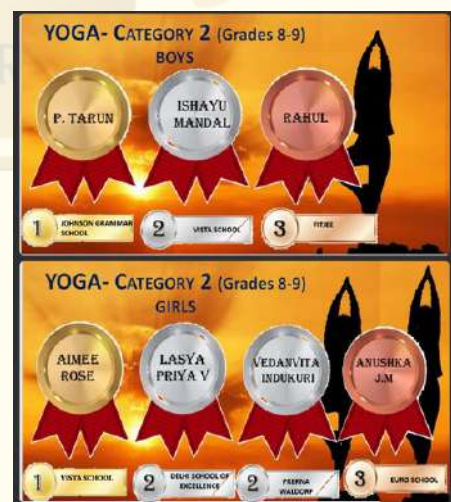 YOGA- CATEGORY 2 (Grades 8-9)
BOYS
P. TARUN
ISHAYU
MANDAL
RAHUL
1 JOHNSON GRAMMAR
SCHOOL
2 VISTA SCHOOL
3 FIITJEE
YOGA- CATEGORY 2 (Grades 8-9)
GIRLS
AIMEE
ROSE
LASYA
PRIYA V
VEDANVITA
INDUKURI
ANUSHKA
J.M
1 VISTA SCHOOL
2 DELHI SCHOOL OF
EXCELLENCE
2 PRERNA
WALDORF
3 EURO SCHOOL